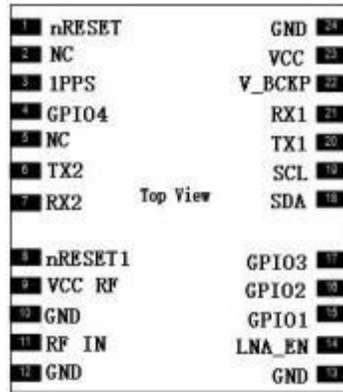 1 nRESET
2 NC
3 1PPS
4 GPIO4
5 NC
6 TX2
7 RX2
8 nRESET1
9 VCC RF
10 GND
11 RF IN
12 GND
Top View
GND 24
VCC 23
V_BCKP 22
RX1 21
TX1 20
SCL 19
SDA 18
GPIO3 17
GPIO2 16
GPIO1 15
LNA_EN 14
GND 13